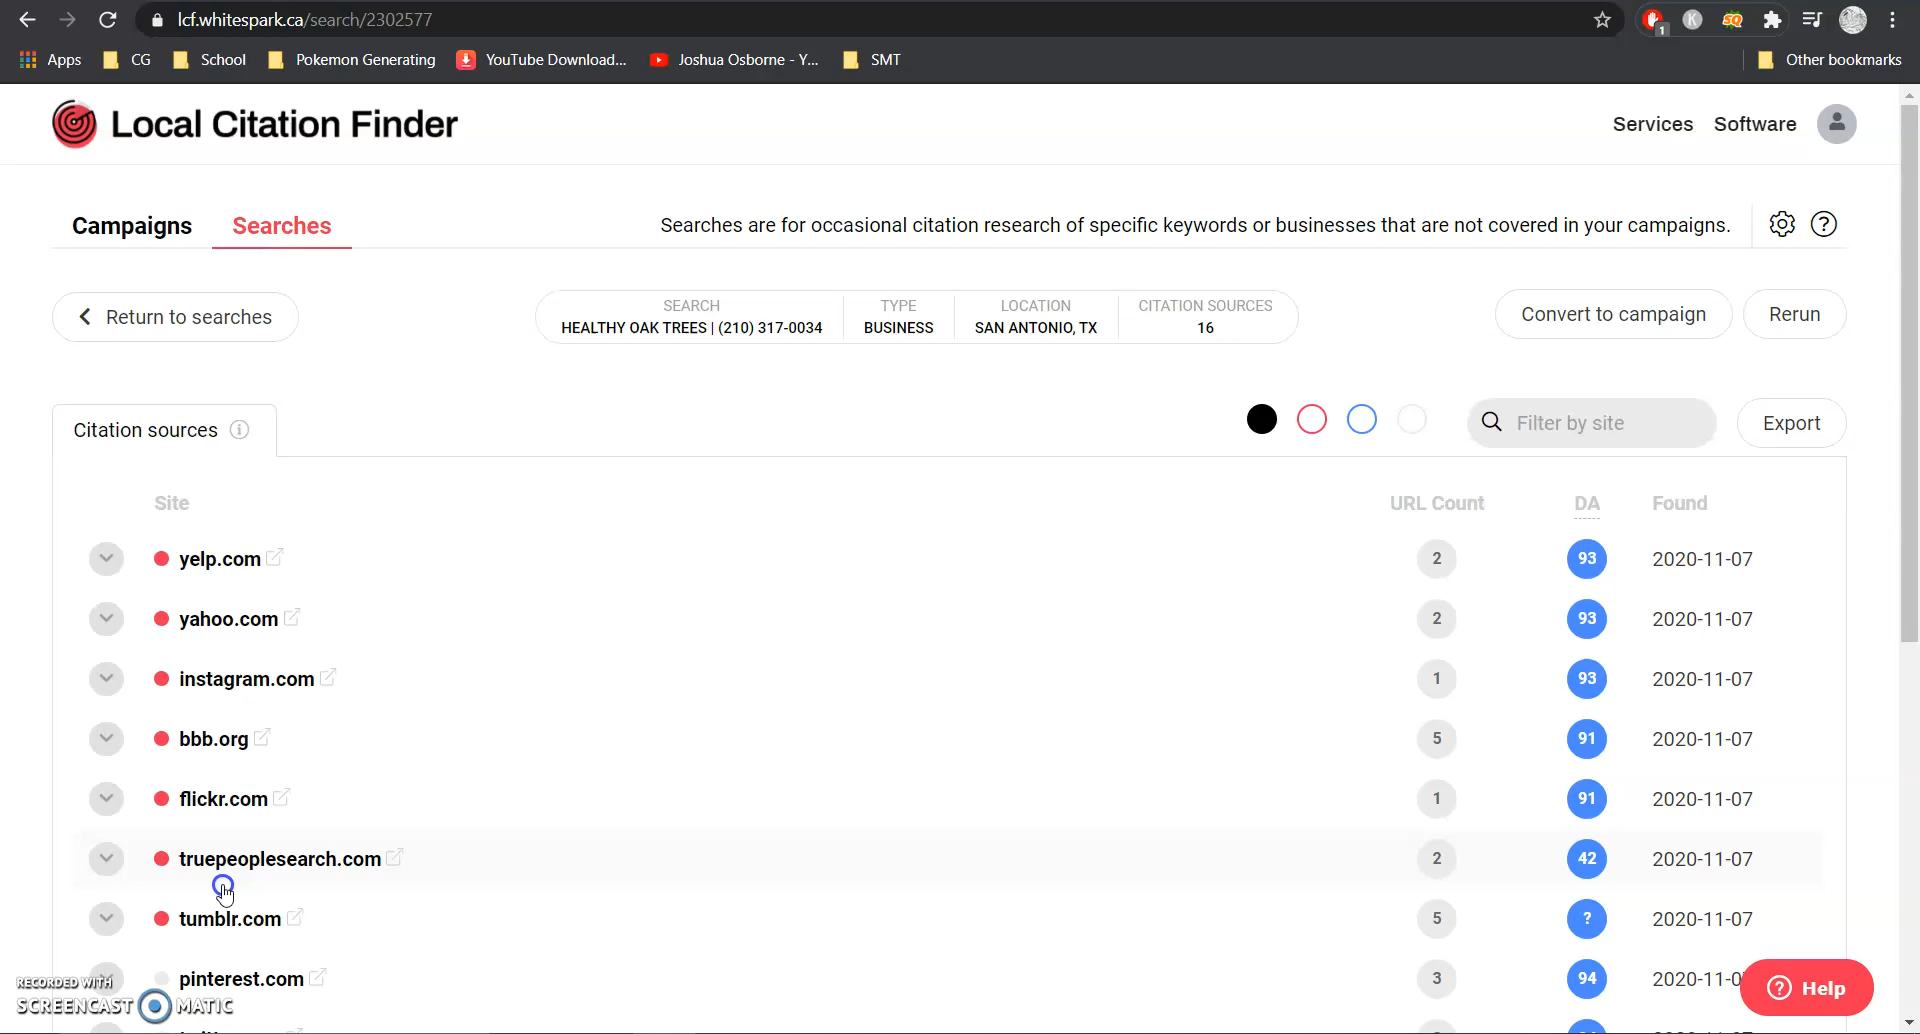 lcf.whitespark.ca/search/2302577
1
K
SQ
Apps CG School Pokemon Generating YouTube Download... Joshua Osborne - Y... SMT Other bookmarks
Local Citation Finder
Services Software
Campaigns Searches
Searches are for occasional citation research of specific keywords or businesses that are not covered in your campaigns.
Return to searches
SEARCH TYPE LOCATION CITATION SOURCES
HEALTHY OAK TREES | (210) 317-0034 BUSINESS SAN ANTONIO, TX 16
Convert to campaign Rerun
Citation sources
Filter by site
Export
Site URL Count DA Found
yelp.com 2 93 2020-11-07
yahoo.com 2 93 2020-11-07
instagram.com 1 93 2020-11-07
bbb.org 5 91 2020-11-07
flickr.com 1 91 2020-11-07
truepeoplesearch.com 2 42 2020-11-07
tumblr.com 5 ? 2020-11-07
pinterest.com 3 94 2020-11-0
Help
RECORDED WITH
SCREENCAST MATIC